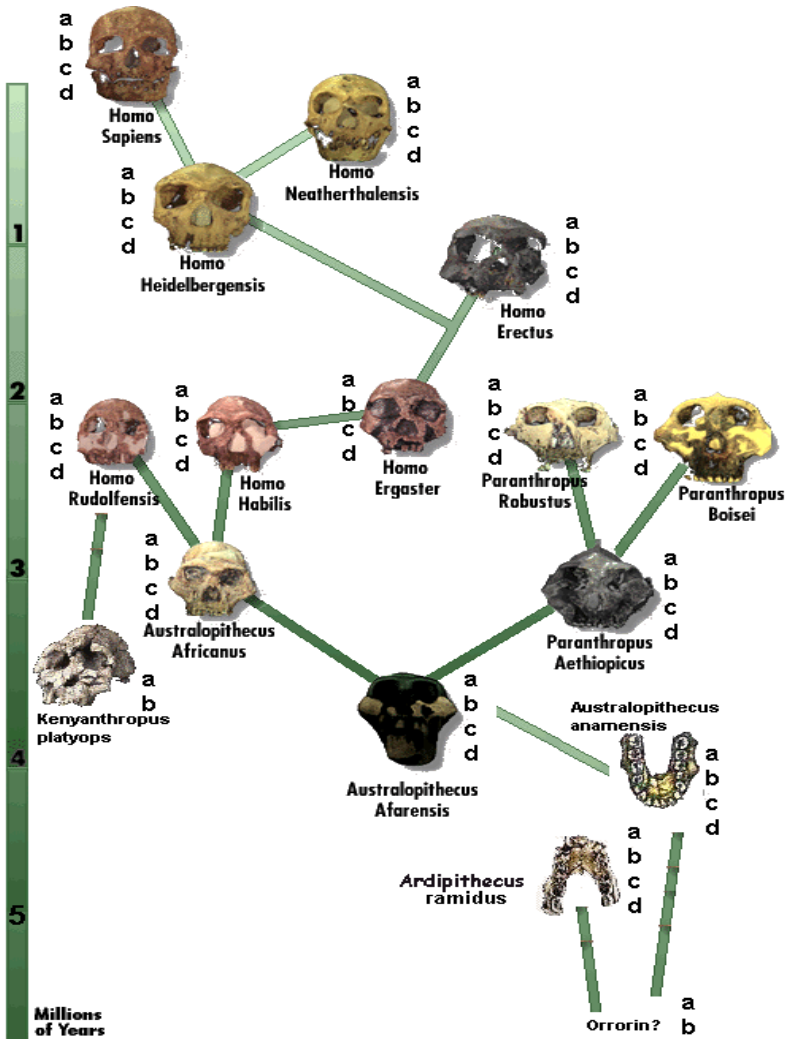 a
b
c
d
Homo
Sapiens
a
b
c
d
Homo
Neatherthalensis
a
b
c
d
Homo
Heidelbergensis
1
a
b
c
d
Homo
Erectus
2
a
b
c
d
Homo
Rudolfensis
a
b
c
d
Homo
Habilis
a
b
c
d
Homo
Ergaster
a
b
c
d
Paranthropus
Robustus
a
b
c
d
Paranthropus
Boisei
3
a
b
c
d
Australopithecus
Africanus
a
b
c
d
Paranthropus
Aethiopicus
a
b
Kenyanthropus
platyops
a
b
c
d
Australopithecus
Afarensis
4
Australopithecus
anamensis
a
b
c
d
a
b
c
d
Ardipithecus
ramidus
5
a
b
Orrorin?
Millions
of Years